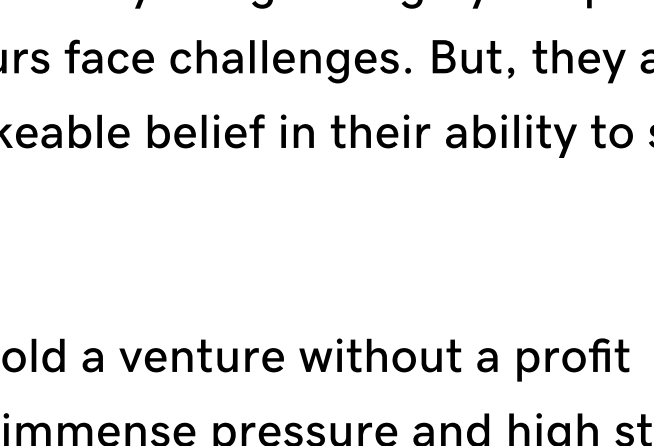 urs face challenges. But, they a
keable belief in their ability to s
old a venture without a profit
immense pressure and high st